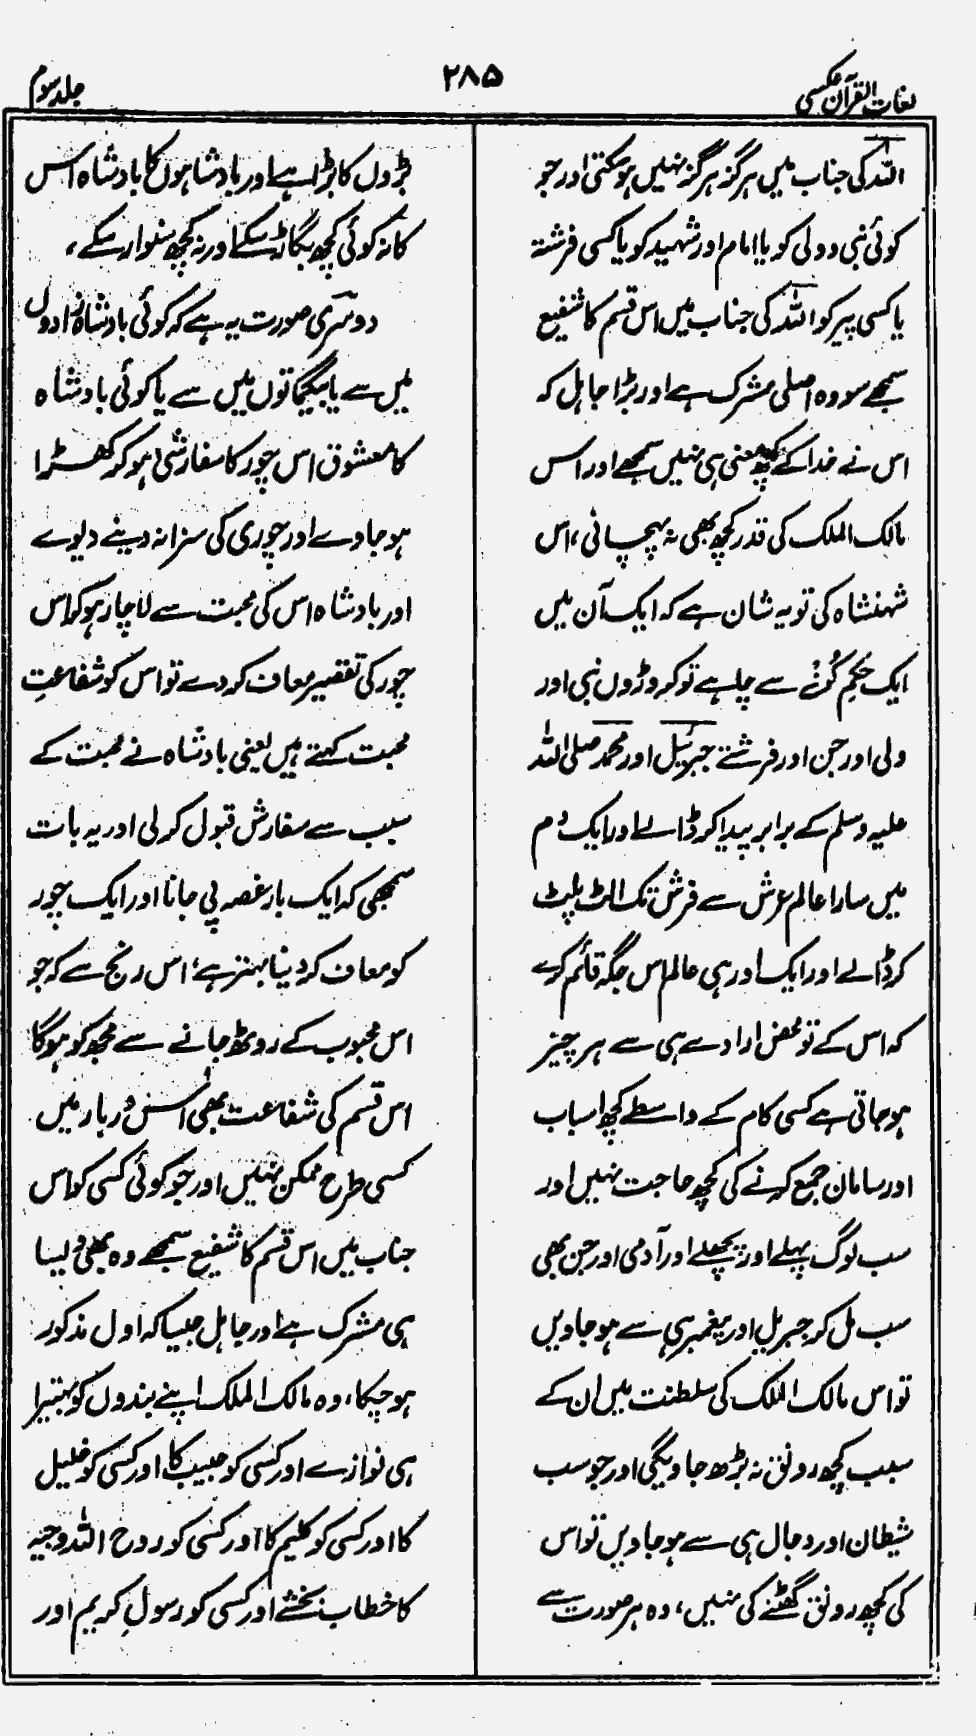 لغات القرآن عکسی
۲۸۵
جلد سوم
اللہ کی جناب میں ہرگز ہرگز نہیں ہو سکتی اور جو
کوئی نبی و ولی کو یا امام اور شہید کو یا کسی فرشتہ
یا کسی پیر کو اللہ کی جناب میں اس قسم کا شفیع
سمجھے سو وہ اصلی مشرک ہے اور بڑا جاہل کہ
اس نے خدا کے کچھ معنی ہی نہیں سمجھے اور اس
مالک الملک کی قدر کچھ بھی نہ پہچانی، اس
شہنشاہ کی تو یہ شان ہے کہ ایک آن میں
ایک حُکمِ کُنْ سے چاہے تو کروڑوں نبی اور
ولی اور جن اور فرشتے جبرئیل اور محمد صلی اللہ
علیہ وسلم کے برابر پیدا کر ڈالے اور ایک دم
میں سارا عالم عرش سے فرش تک الٹ پلٹ
کر ڈالے اور ایک اور ہی عالم اس جگہ قائم کرے
کہ اس کے تو محض ارادے ہی سے ہر چیز
ہو جاتی ہے کسی کام کے واسطے کچھ اسباب
اور سامان جمع کرنے کی کچھ حاجت نہیں اور
سب لوگ پہلے اور پچھلے اور آدمی اور جن بھی
سب مل کر جبریل اور پیغمبر ہی سے ہو جاویں
تو اس مالک الملک کی سلطنت میں ان کے
سبب کچھ رونق نہ بڑھ جاویگی اور جو سب
شیطان اور دجال ہی سے ہو جاویں تو اس
کی کچھ رونق گھٹنے کی نہیں، وہ ہر صورت سے
بڑوں کا بڑا ہے اور بادشاہوں کا بادشاہ اس
کا نہ کوئی کچھ بگاڑ سکے اور نہ کچھ سنوار سکے،
دوسری صورت یہ ہے کہ کوئی بادشاہ زادوں
میں سے یا بیگماتوں میں سے یا کوئی بادشاہ
کا معشوق اس چور کا سفارشی ہو کر کھڑا
ہو جاوے اور چوری کی سزا نہ دینے دیوے
اور بادشاہ اس کی محبت سے لاچار ہو کر اس
چور کی تقصیر معاف کر دے تو اس کو شفاعتِ
محبت کہتے ہیں یعنی بادشاہ نے محبت کے
سبب سے سفارش قبول کر لی اور یہ بات
سمجھی کہ ایک بار غصہ پی جانا اور ایک چور
کو معاف کر دینا بہتر ہے، اس رنج سے کہ جو
اس محبوب کے روٹھ جانے سے مجھ کو ہوگا
اس قسم کی شفاعت بھی اس دربار میں
کسی طرح ممکن نہیں اور جو کوئی کسی کو اس
جناب میں اس قسم کا شفیع سمجھے وہ بھی ویسا
ہی مشرک ہے اور جاہل جیسا کہ اول مذکور
ہو چکا، وہ مالک الملک اپنے بندوں کو بہتیرا
ہی نوازے اور کسی کو حبیب کا اور کسی کو خلیل
کا اور کسی کو کلیم کا اور کسی کو روح اللہ وجیہ
کا خطاب بخشے اور کسی کو رسولِ کریم اور